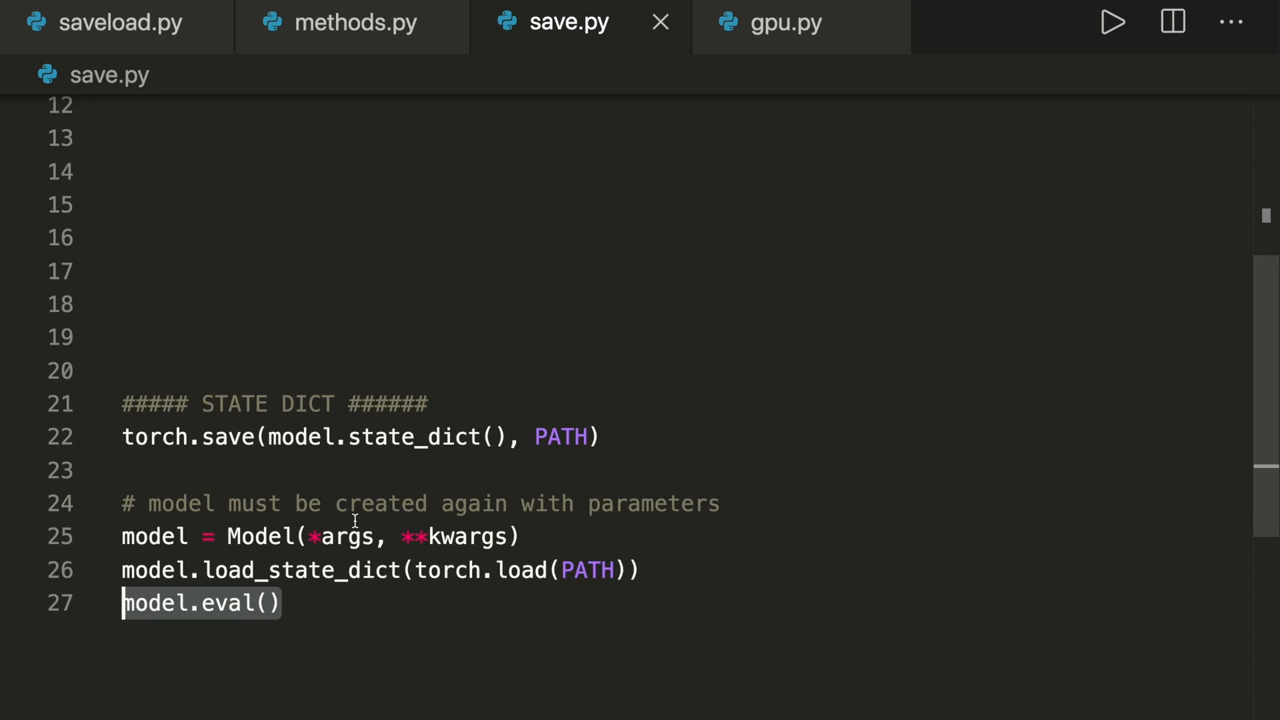 saveload.py methods.py save.py gpu.py
save.py
12
13
14
15
16
17
18
19
20
21 ##### STATE DICT ######
22 torch.save(model.state_dict(), PATH)
23
24 # model must be created again with parameters
25 model = Model(*args, **kwargs)
26 model.load_state_dict(torch.load(PATH))
27 model.eval()